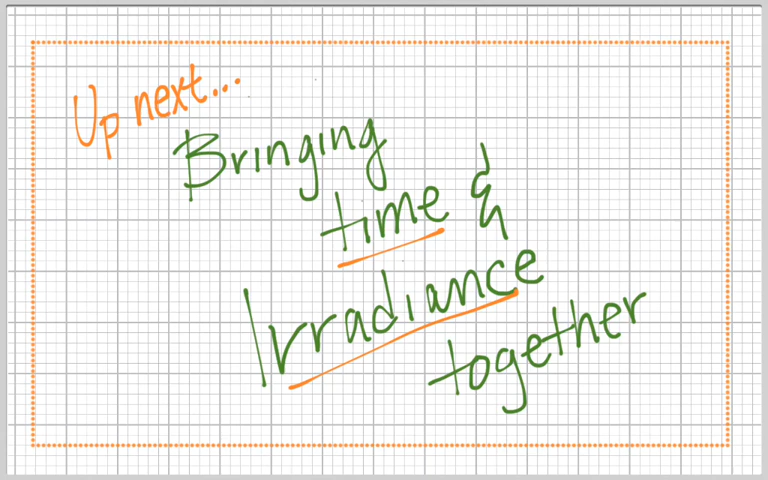 Up next...
Bringing
time &
Irradiance
together